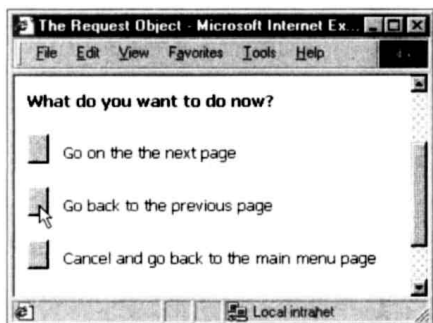 The Request Object - Microsoft Internet Ex...
File Edit View Favorites Tools Help
What do you want to do now?
Go on the the next page
Go back to the previous page
Cancel and go back to the main menu page
Local intranet